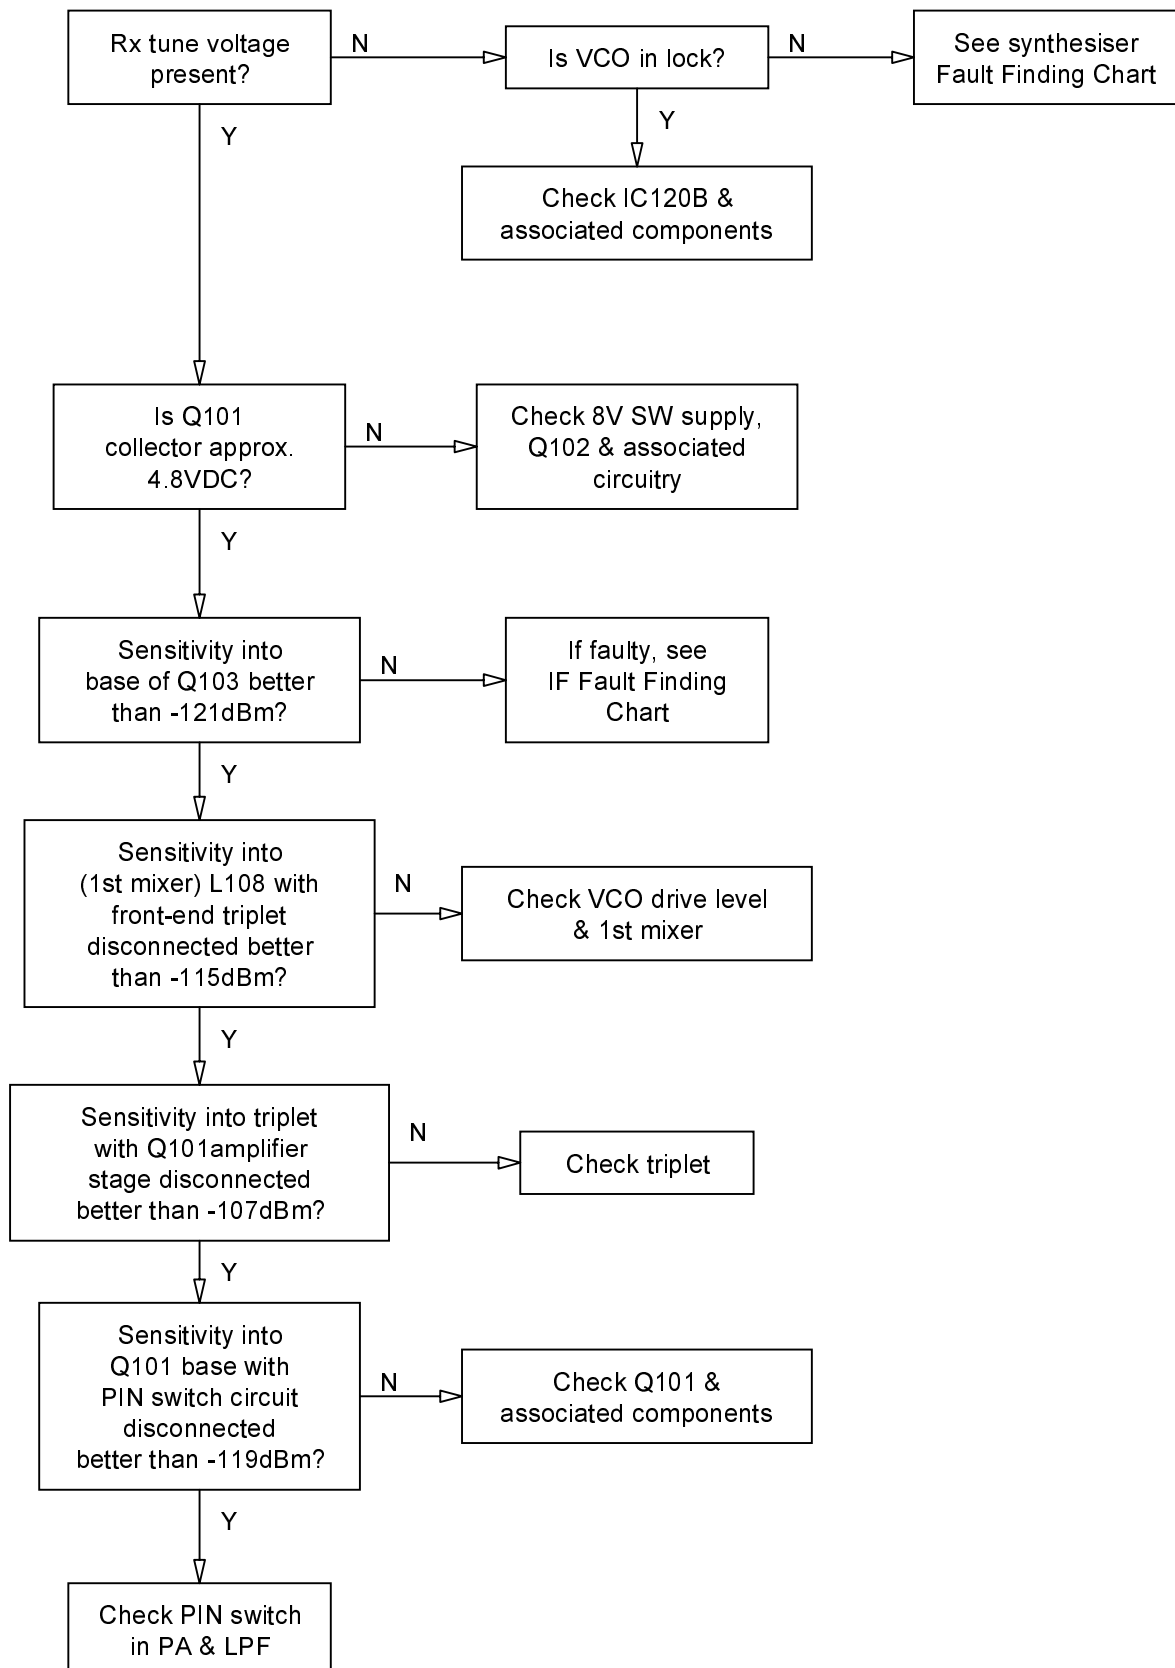 Rx tune voltage
present?
N
Is VCO in lock?
N
See synthesiser
Fault Finding Chart
Y
Y
Check IC120B &
associated components
Is Q101
collector approx.
4.8VDC?
N
Check 8V SW supply,
Q102 & associated
circuitry
Y
Sensitivity into
base of Q103 better
than -121dBm?
N
If faulty, see
IF Fault Finding
Chart
Y
Sensitivity into
(1st mixer) L108 with
front-end triplet
disconnected better
than -115dBm?
N
Check VCO drive level
& 1st mixer
Y
Sensitivity into triplet
with Q101amplifier
stage disconnected
better than -107dBm?
N
Check triplet
Y
Sensitivity into
Q101 base with
PIN switch circuit
disconnected
better than -119dBm?
N
Check Q101 &
associated components
Y
Check PIN switch
in PA & LPF